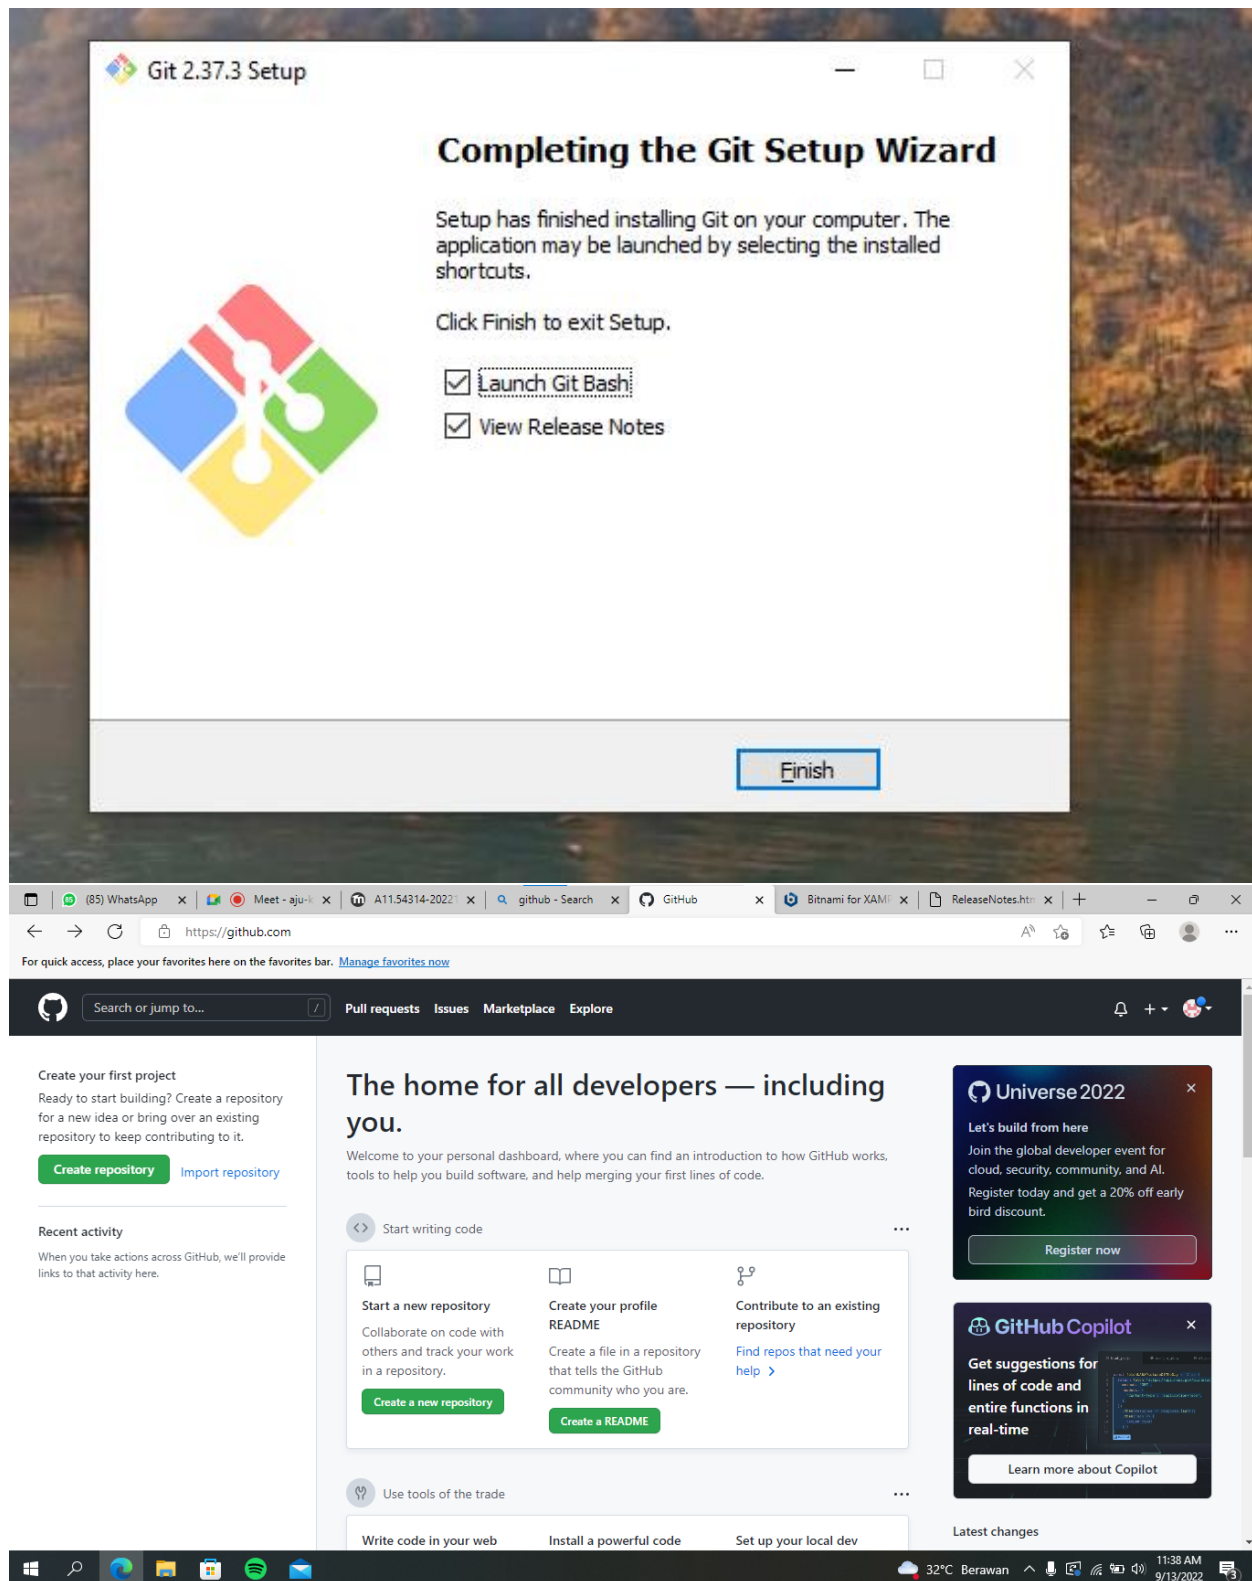 Git 2.37.3 Setup
Completing the Git Setup Wizard
Setup has finished installing Git on your computer. The
application may be launched by selecting the installed
shortcuts.
Click Finish to exit Setup.
Launch Git Bash
View Release Notes
Finish
(85) WhatsApp
Meet - aju-k
A11.54314-20221
github - Search
GitHub
Bitnami for XAMP
ReleaseNotes.htm
https://github.com
For quick access, place your favorites here on the favorites bar. Manage favorites now
Search or jump to...
/
Pull requests Issues Marketplace Explore
Create your first project
Ready to start building? Create a repository
for a new idea or bring over an existing
repository to keep contributing to it.
Create repository
Import repository
Recent activity
When you take actions across GitHub, we'll provide
links to that activity here.
The home for all developers — including
you.
Welcome to your personal dashboard, where you can find an introduction to how GitHub works,
tools to help you build software, and help merging your first lines of code.
Start writing code
Start a new repository
Collaborate on code with
others and track your work
in a repository.
Create a new repository
Create your profile
README
Create a file in a repository
that tells the GitHub
community who you are.
Create a README
Contribute to an existing
repository
Find repos that need your
help
Use tools of the trade
Write code in your web
Install a powerful code
Set up your local dev
Universe 2022
Let's build from here
Join the global developer event for
cloud, security, community, and AI.
Register today and get a 20% off early
bird discount.
Register now
GitHub Copilot
Get suggestions for
lines of code and
entire functions in
real-time
Learn more about Copilot
Latest changes
32°C Berawan
11:38 AM
9/13/2022
3